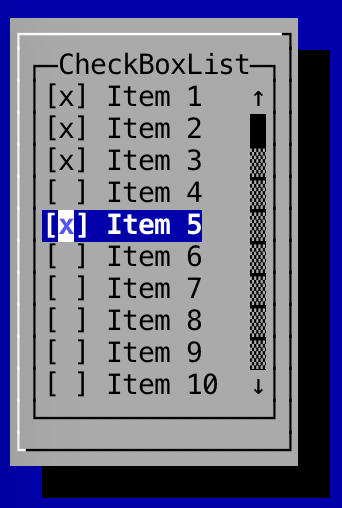 CheckBoxList
[x] Item 1 ↑
[x] Item 2
[x] Item 3
[ ] Item 4
[x] Item 5
[ ] Item 6
[ ] Item 7
[ ] Item 8
[ ] Item 9
[ ] Item 10 ↓